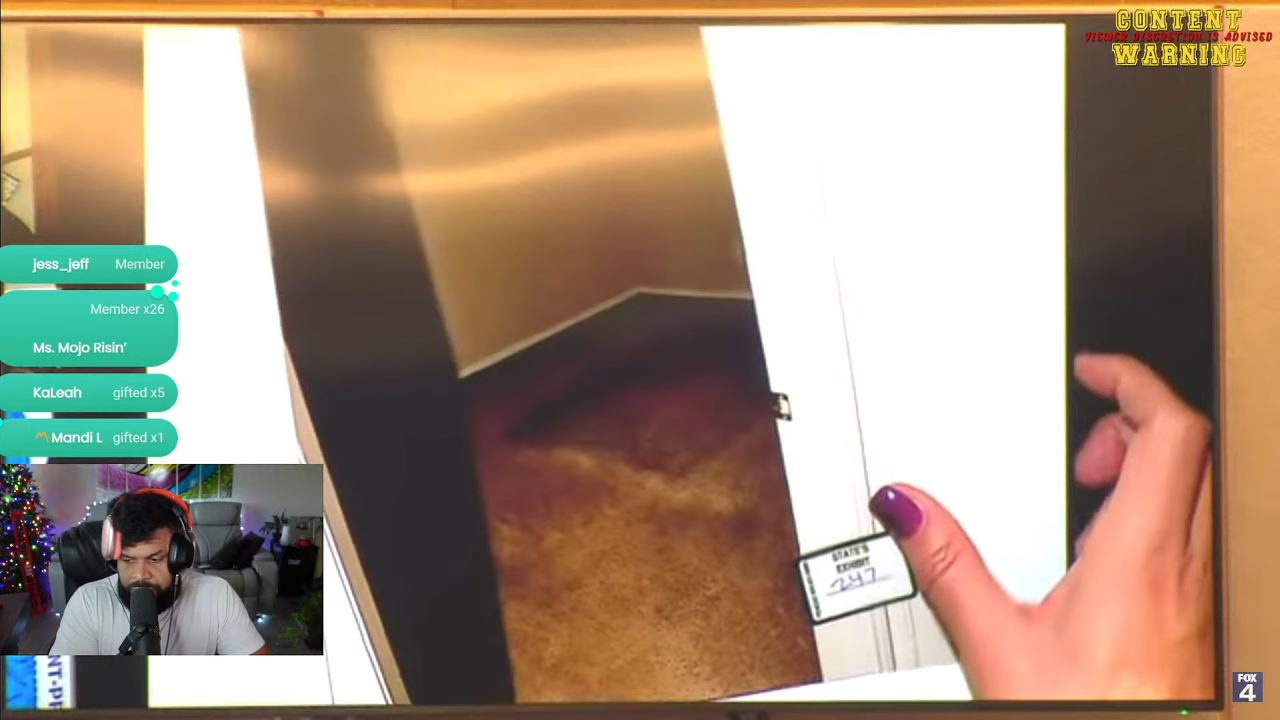 CONTENT
VIEWER DISCRETION IS ADVISED
WARNING
jess_jeff Member
Member x26
Ms. Mojo Risin'
KaLeah gifted x5
Mandi L gifted x1
STATE'S
EXHIBIT
247
NT-P
FOX
4